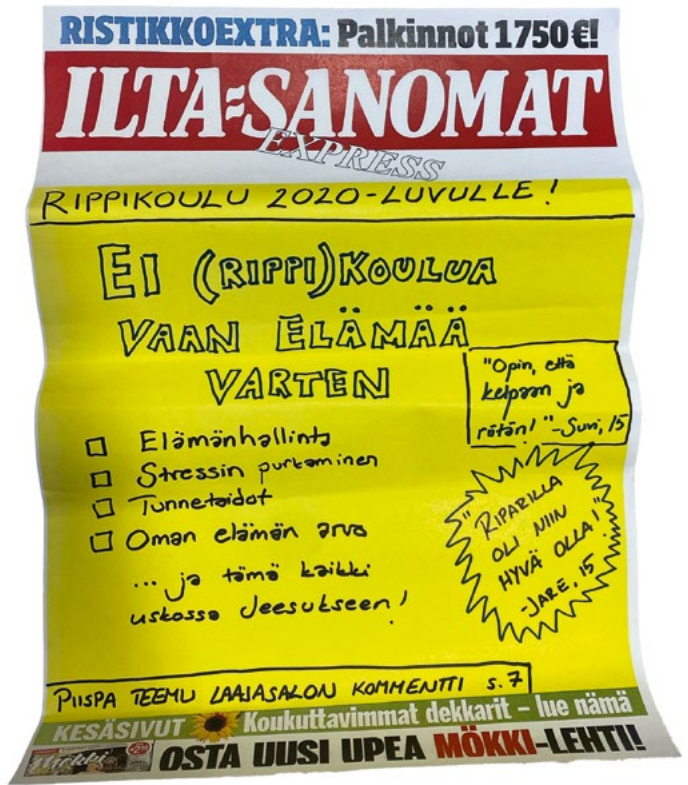 RISTIKKOEXTRA: Palkinnot 1750 €!
ILTA-SANOMAT
EXPRESS
RIPPIKOULU 2020-LUVULLE!
EI (RIPPI)KOULUA
VAAN ELÄMÄÄ
VARTEN
"Opin, että
kelpaan ja
riitän!" -Suvi, 15
☐ Elämänhallinta
☐ Stressin purkaminen
☐ Tunnetaidot
☐ Oman elämän arvo
... ja tämä kaikki
uskossa Jeesukseen!
"RIPARILLA
OLI NIIN
HYVÄ OLLA!"
-JARE, 15
PIISPA TEEMU LAAJASALON KOMMENTTI s.7
KESÄSIVUT Koukuttavimmat dekkarit – lue nämä
OSTA UUSI UPEA MÖKKI-LEHTI!